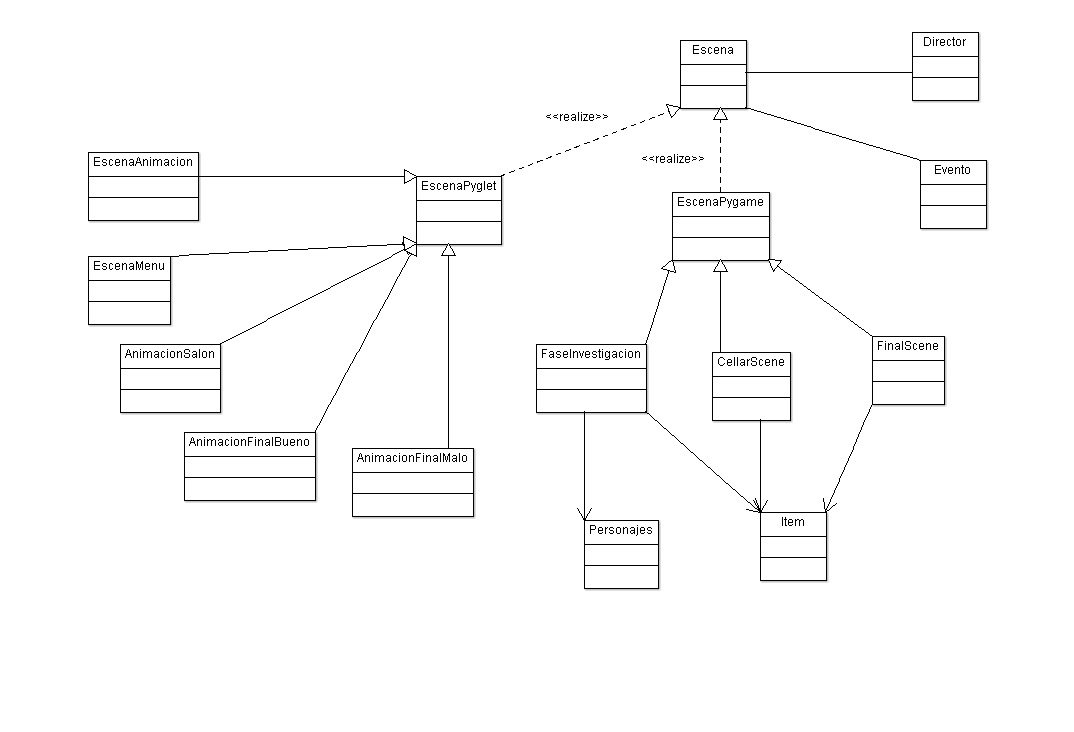 Director
Escena
<<realize>>
<<realize>>
EscenaAnimacion
Evento
EscenaPyglet
EscenaPygame
EscenaMenu
AnimacionSalon
FaseInvestigacion
CellarScene
FinalScene
AnimacionFinalBueno
AnimacionFinalMalo
Personajes
Item